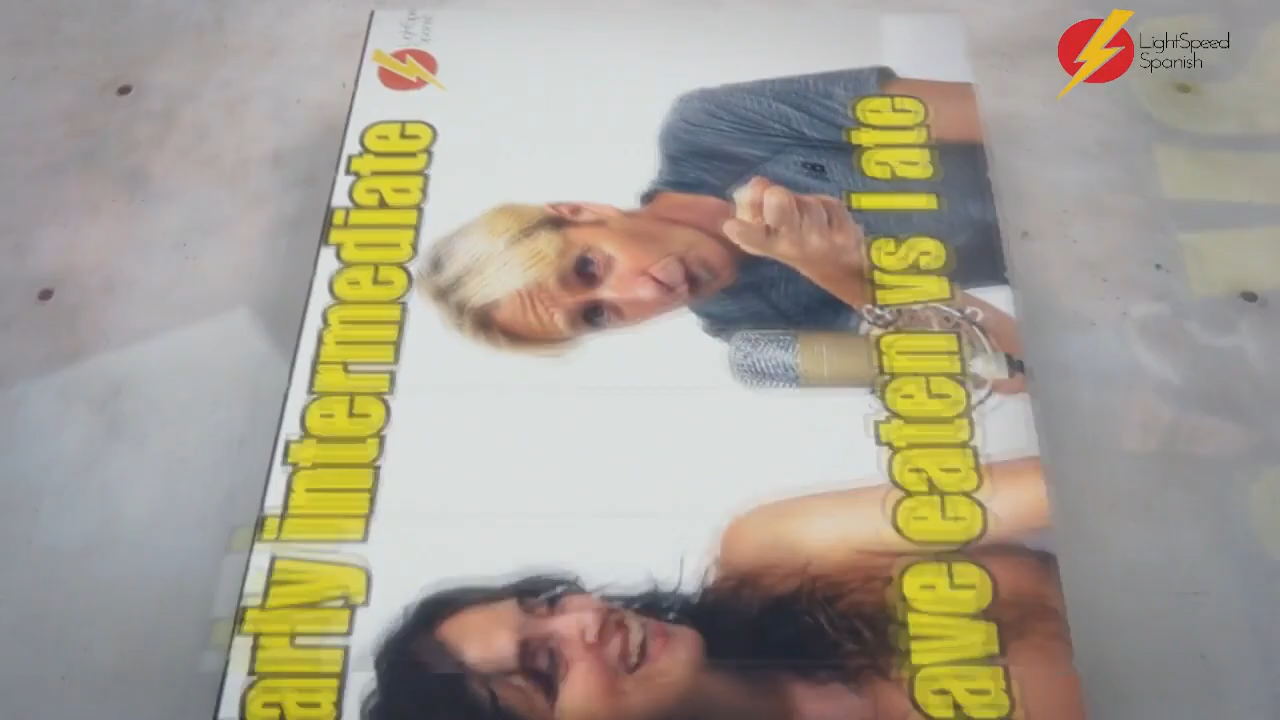 LightSpeed
Spanish
arly intermediate
ave eaten vs I ate